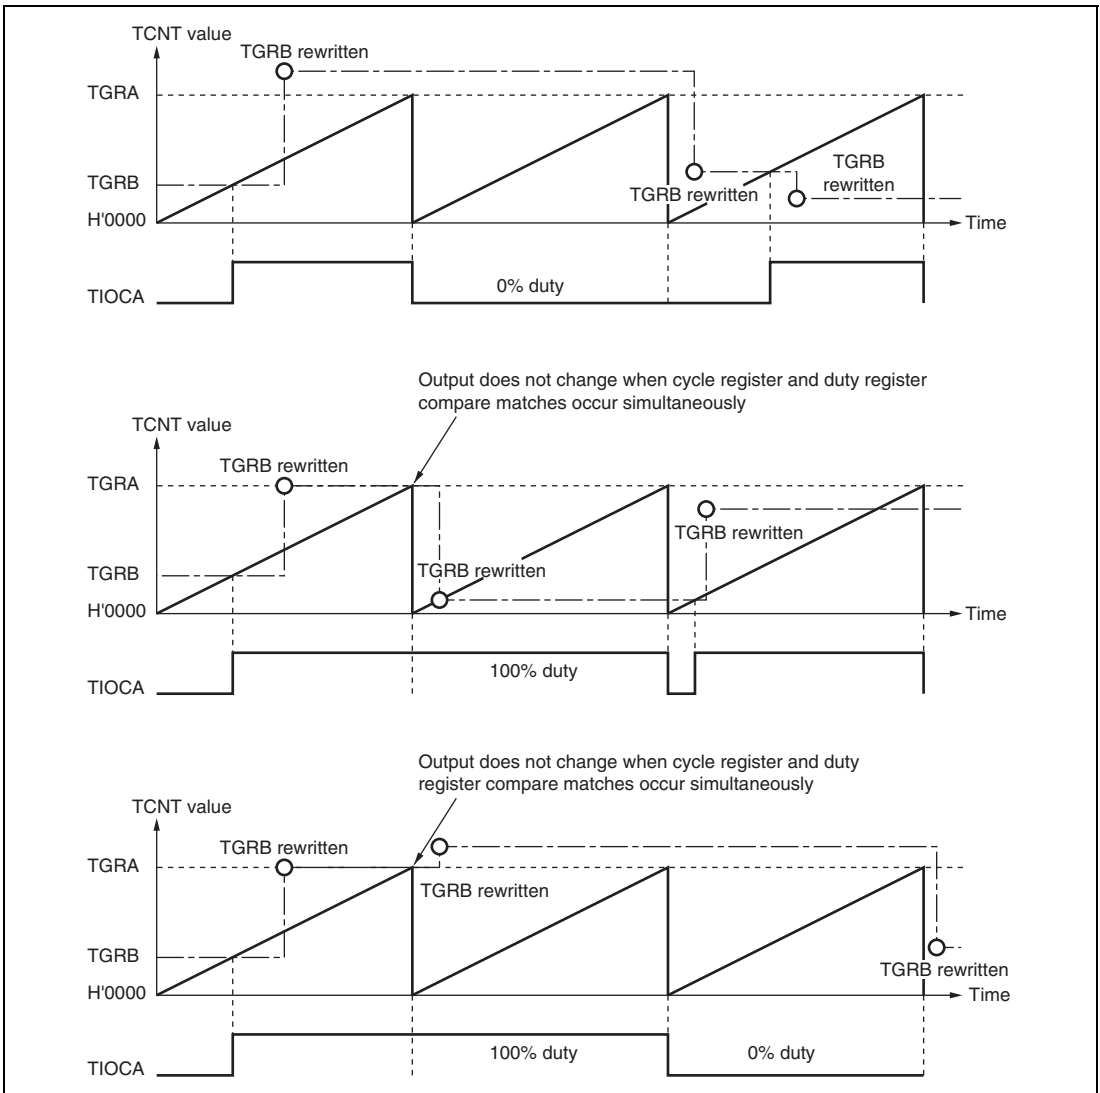 TCNT value
TGRB rewritten
TGRA
TGRB
rewritten
TGRB
TGRB rewritten
H'0000
Time
0% duty
TIOCA
Output does not change when cycle register and duty register
compare matches occur simultaneously
TCNT value
TGRB rewritten
TGRA
TGRB rewritten
TGRB
TGRB rewritten
H'0000
Time
100% duty
TIOCA
Output does not change when cycle register and duty
register compare matches occur simultaneously
TCNT value
TGRB rewritten
TGRA
TGRB rewritten
TGRB
TGRB rewritten
H'0000
Time
100% duty
0% duty
TIOCA